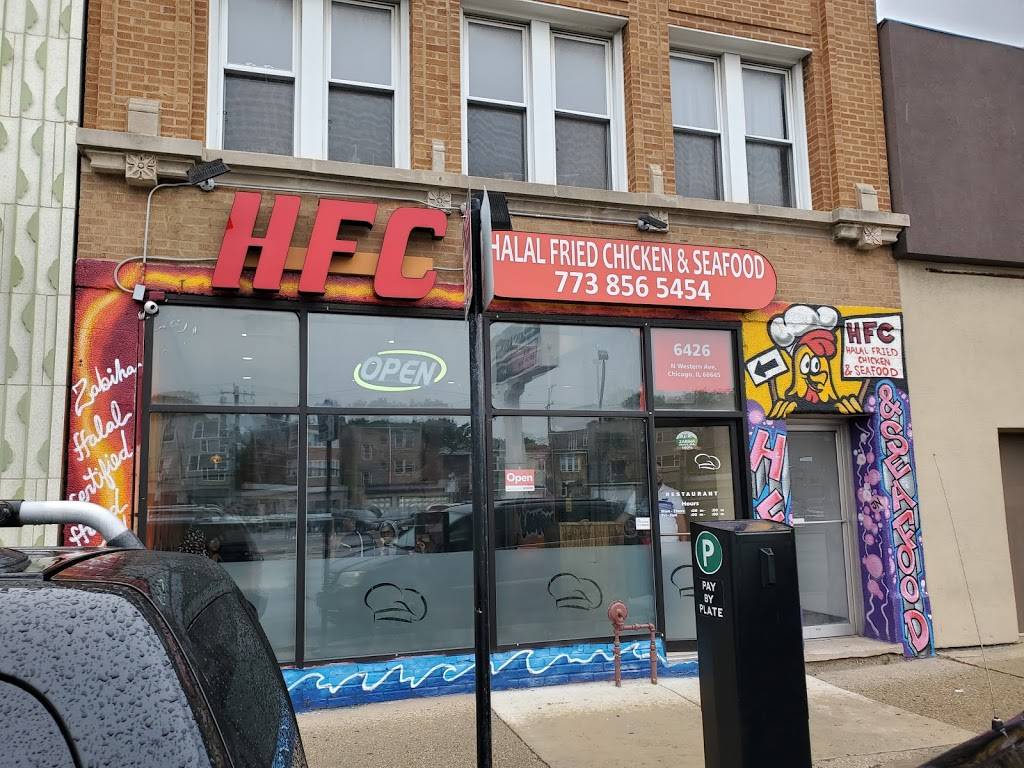 HFC
HALAL FRIED CHICKEN & SEAFOOD
773 856 5454
OPEN
6426
N Western Ave,
Chicago, IL 60645
HFC
HALAL FRIED
CHICKEN
& SEAFOOD
Zabiha
Halal
Certified
Open
RESTAURANT
Hours
& SEAFOOD
P
PAY
BY
PLATE